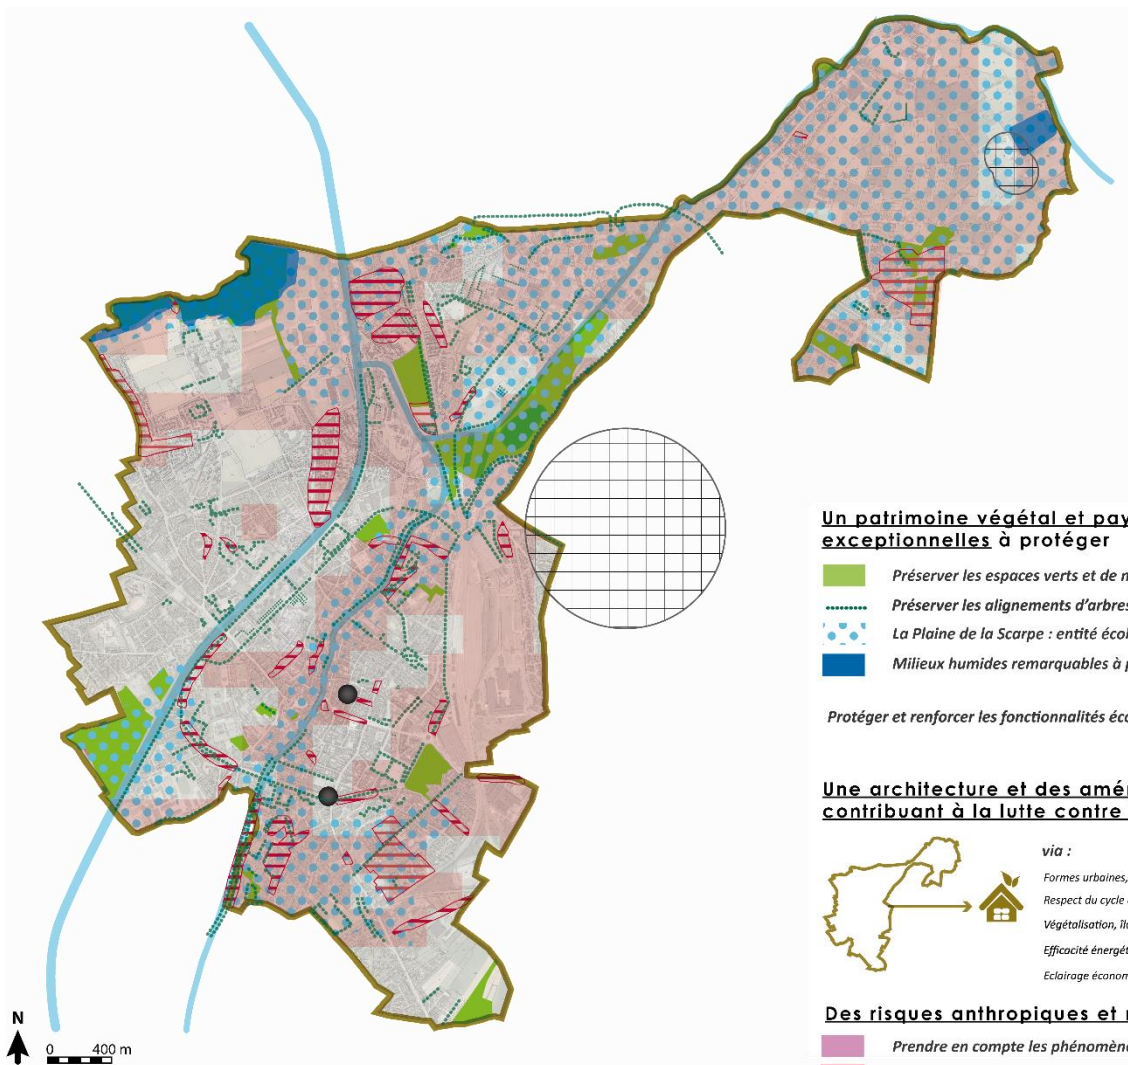 Un patrimoine végétal et pay
exceptionnelles à protéger
Préserver les espaces verts et de n
Préserver les alignements d'arbres
La Plaine de la Scarpe : entité écol
Milieux humides remarquables à p
Protéger et renforcer les fonctionnalités éco
Une architecture et des amé
contribuant à la lutte contre
via :
Formes urbaines,
Respect du cycle
Végétalisation, îl
Efficacité énergét
Eclairage économ
Des risques anthropiques et
Prendre en compte les phénomèn
N
0 400 m